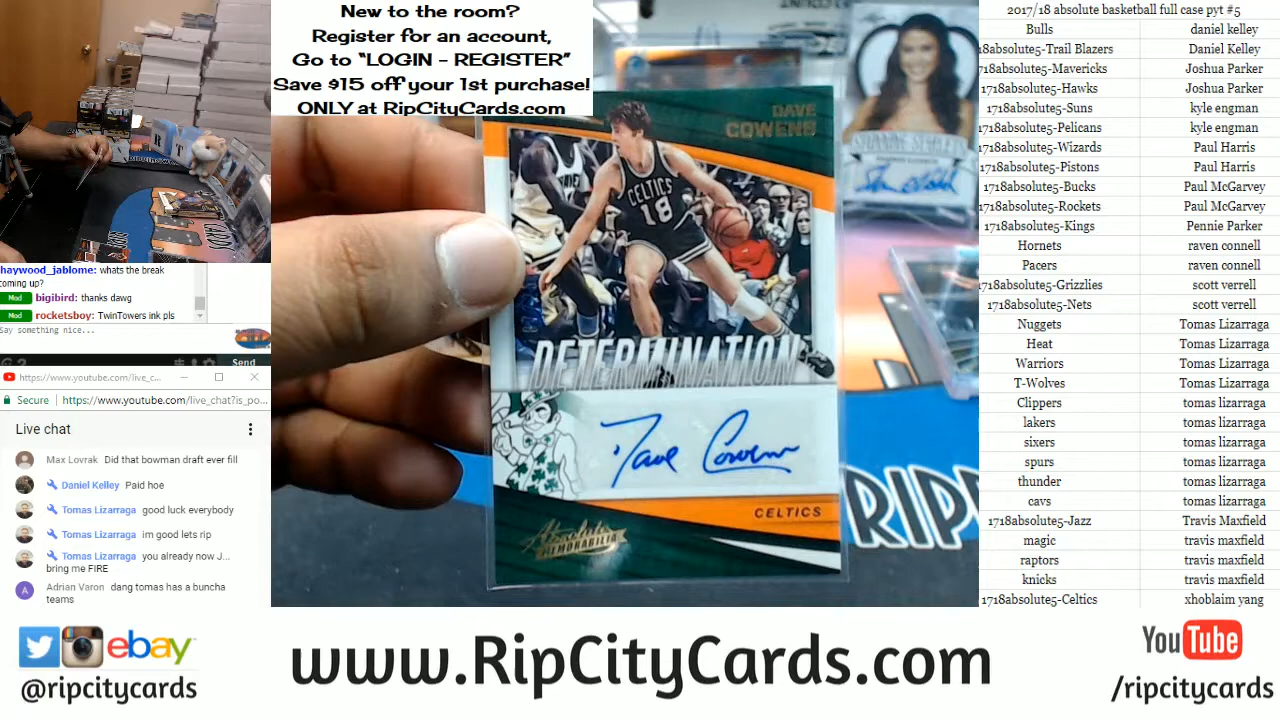 New to the room?
Register for an account,
Go to “LOGIN - REGISTER”
Save $15 off your 1st purchase!
ONLY at RipCityCards.com
haywood_jablome: whats the break
coming up?
Mod bigibird: thanks dawg
Mod rocketsboy: TwinTowers ink pls
Say something nice...
Send
https://www.youtube.com/live_c...
Secure https://www.youtube.com/live_chat?is_po...
Live chat
Max Lovrak Did that bowman draft ever fill
Daniel Kelley Paid hoe
Tomas Lizarraga good luck everybody
Tomas Lizarraga im good lets rip
Tomas Lizarraga you already now J...
bring me FIRE
Adrian Varon dang tomas has a buncha
teams
DAVE
COWENS
CELTICS
18
DETERMINATION
Dave Cowens
CELTICS
Absolute
MEMORABILIA
RIP
2017/18 absolute basketball full case pyt #5
Bulls daniel kelley
18absolute5-Trail Blazers Daniel Kelley
1718absolute5-Mavericks Joshua Parker
1718absolute5-Hawks Joshua Parker
1718absolute5-Suns kyle engman
1718absolute5-Pelicans kyle engman
1718absolute5-Wizards Paul Harris
1718absolute5-Pistons Paul Harris
1718absolute5-Bucks Paul McGarvey
1718absolute5-Rockets Paul McGarvey
1718absolute5-Kings Pennie Parker
Hornets raven connell
Pacers raven connell
1718absolute5-Grizzlies scott verrell
1718absolute5-Nets scott verrell
Nuggets Tomas Lizarraga
Heat Tomas Lizarraga
Warriors Tomas Lizarraga
T-Wolves Tomas Lizarraga
Clippers tomas lizarraga
lakers tomas lizarraga
sixers tomas lizarraga
spurs tomas lizarraga
thunder tomas lizarraga
cavs tomas lizarraga
1718absolute5-Jazz Travis Maxfield
magic travis maxfield
raptors travis maxfield
knicks travis maxfield
1718absolute5-Celtics xhoblaim yang
ebay
@ripcitycards
www.RipCityCards.com
YouTube
/ripcitycards